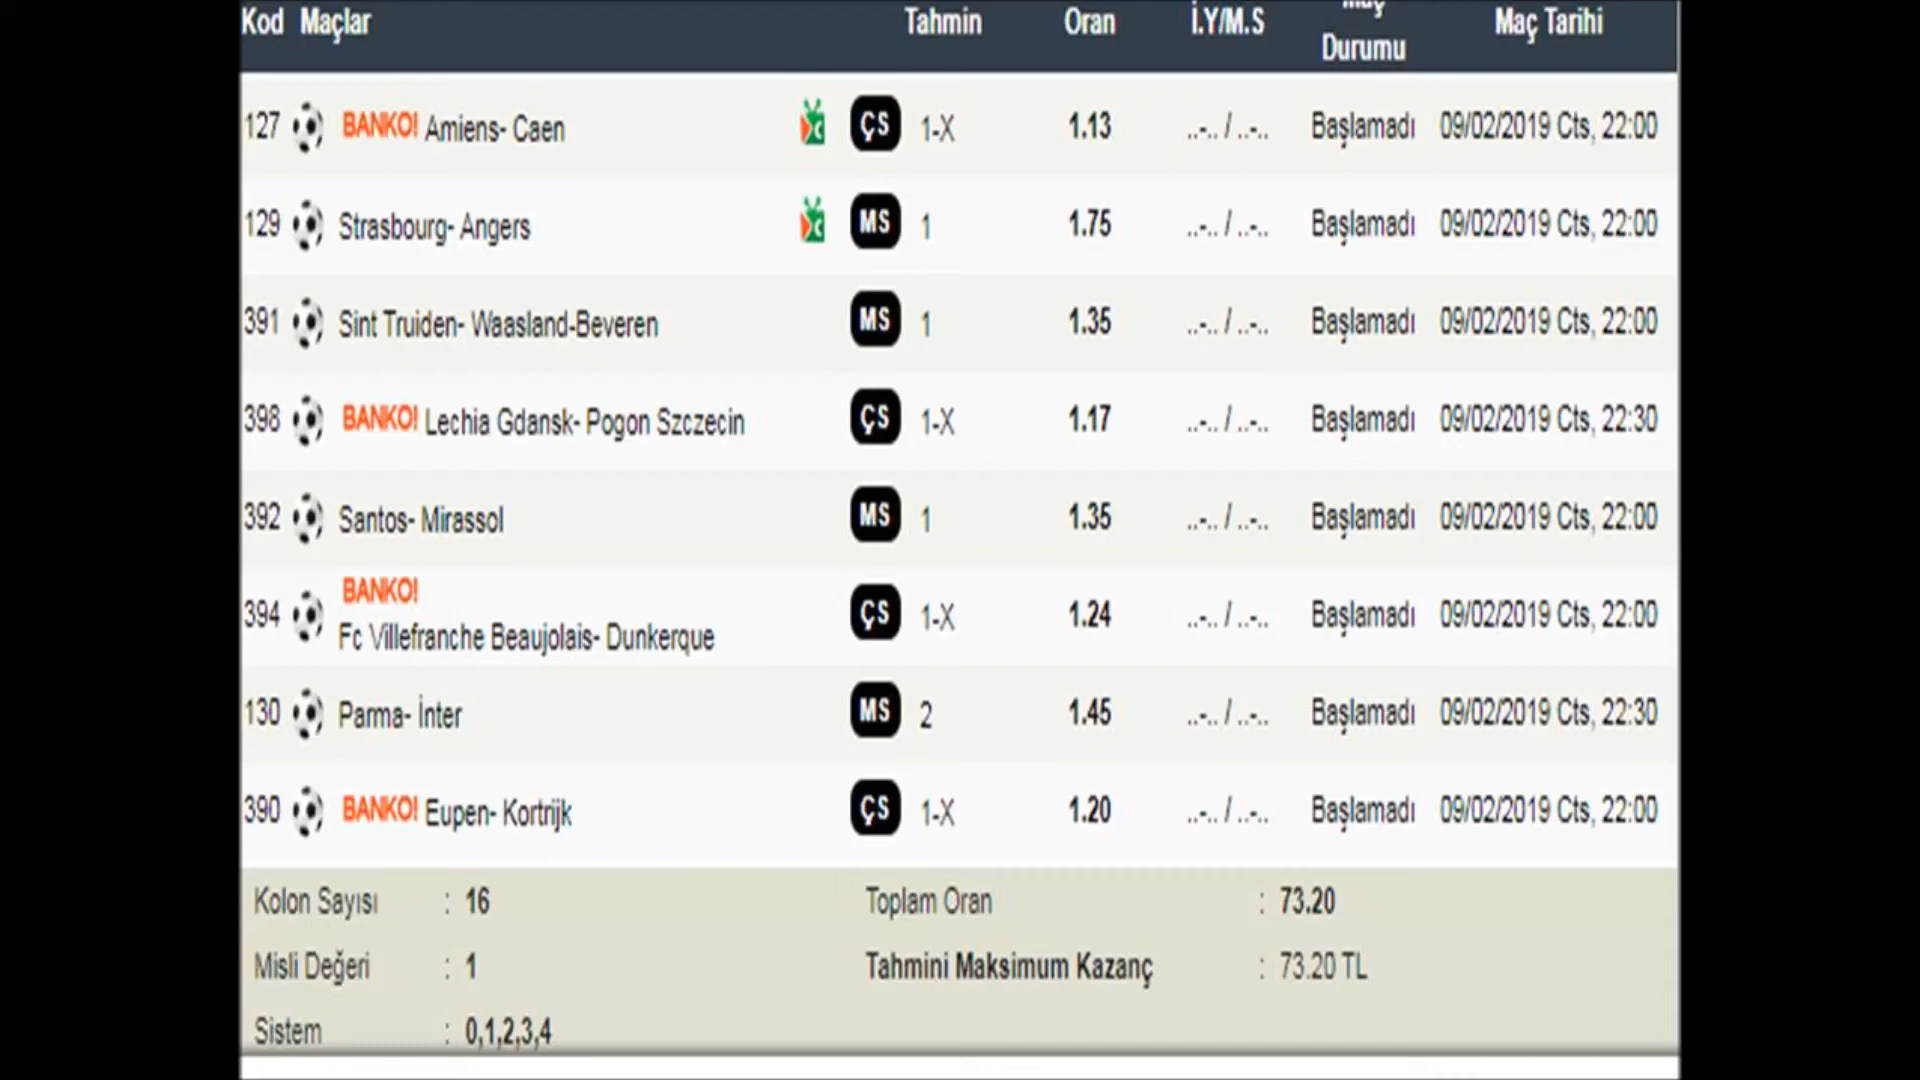 Kod Maçlar Tahmin Oran İ.Y/M.S Maç Durumu Maç Tarihi
127 BANKO! Amiens- Caen ÇS 1-X 1.13 ..-.. / ..-.. Başlamadı 09/02/2019 Cts, 22:00
129 Strasbourg- Angers MS 1 1.75 ..-.. / ..-.. Başlamadı 09/02/2019 Cts, 22:00
391 Sint Truiden- Waasland-Beveren MS 1 1.35 ..-.. / ..-.. Başlamadı 09/02/2019 Cts, 22:00
398 BANKO! Lechia Gdansk- Pogon Szczecin ÇS 1-X 1.17 ..-.. / ..-.. Başlamadı 09/02/2019 Cts, 22:30
392 Santos- Mirassol MS 1 1.35 ..-.. / ..-.. Başlamadı 09/02/2019 Cts, 22:00
394 BANKO! Fc Villefranche Beaujolais- Dunkerque ÇS 1-X 1.24 ..-.. / ..-.. Başlamadı 09/02/2019 Cts, 22:00
130 Parma- İnter MS 2 1.45 ..-.. / ..-.. Başlamadı 09/02/2019 Cts, 22:30
390 BANKO! Eupen- Kortrijk ÇS 1-X 1.20 ..-.. / ..-.. Başlamadı 09/02/2019 Cts, 22:00
Kolon Sayısı : 16 Toplam Oran : 73.20
Misli Değeri : 1 Tahmini Maksimum Kazanç : 73.20 TL
Sistem : 0,1,2,3,4